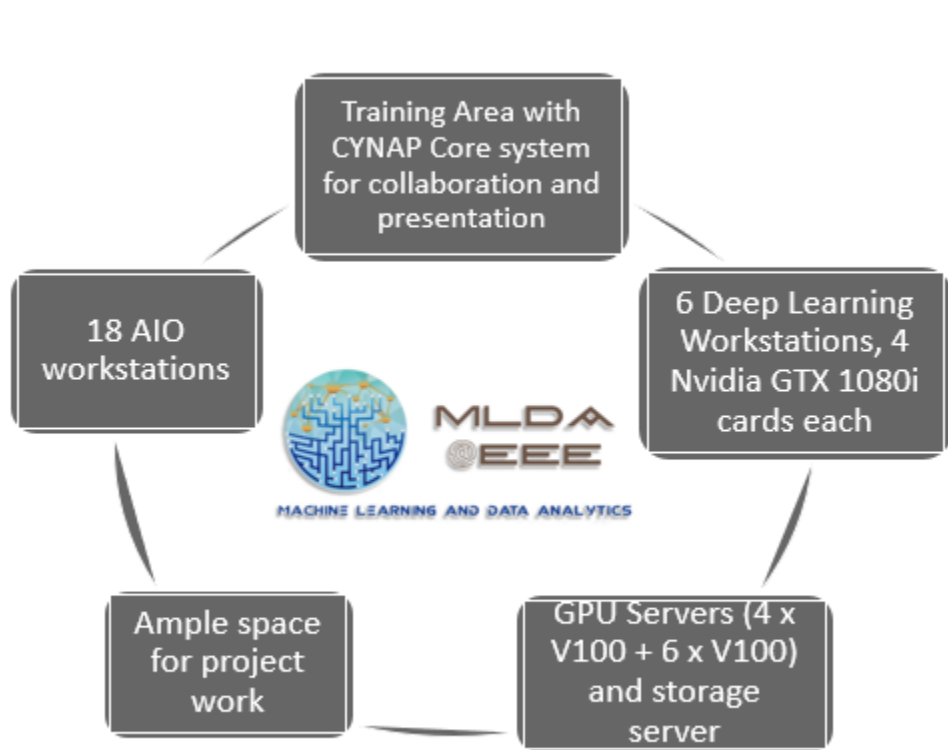 Training Area with
CYNAP Core system
for collaboration and
presentation
18 AIO
workstations
6 Deep Learning
Workstations, 4
Nvidia GTX 1080i
cards each
MLDA
@EEE
MACHINE LEARNING AND DATA ANALYTICS
Ample space
for project
work
GPU Servers (4 x
V100 + 6 x V100)
and storage
server